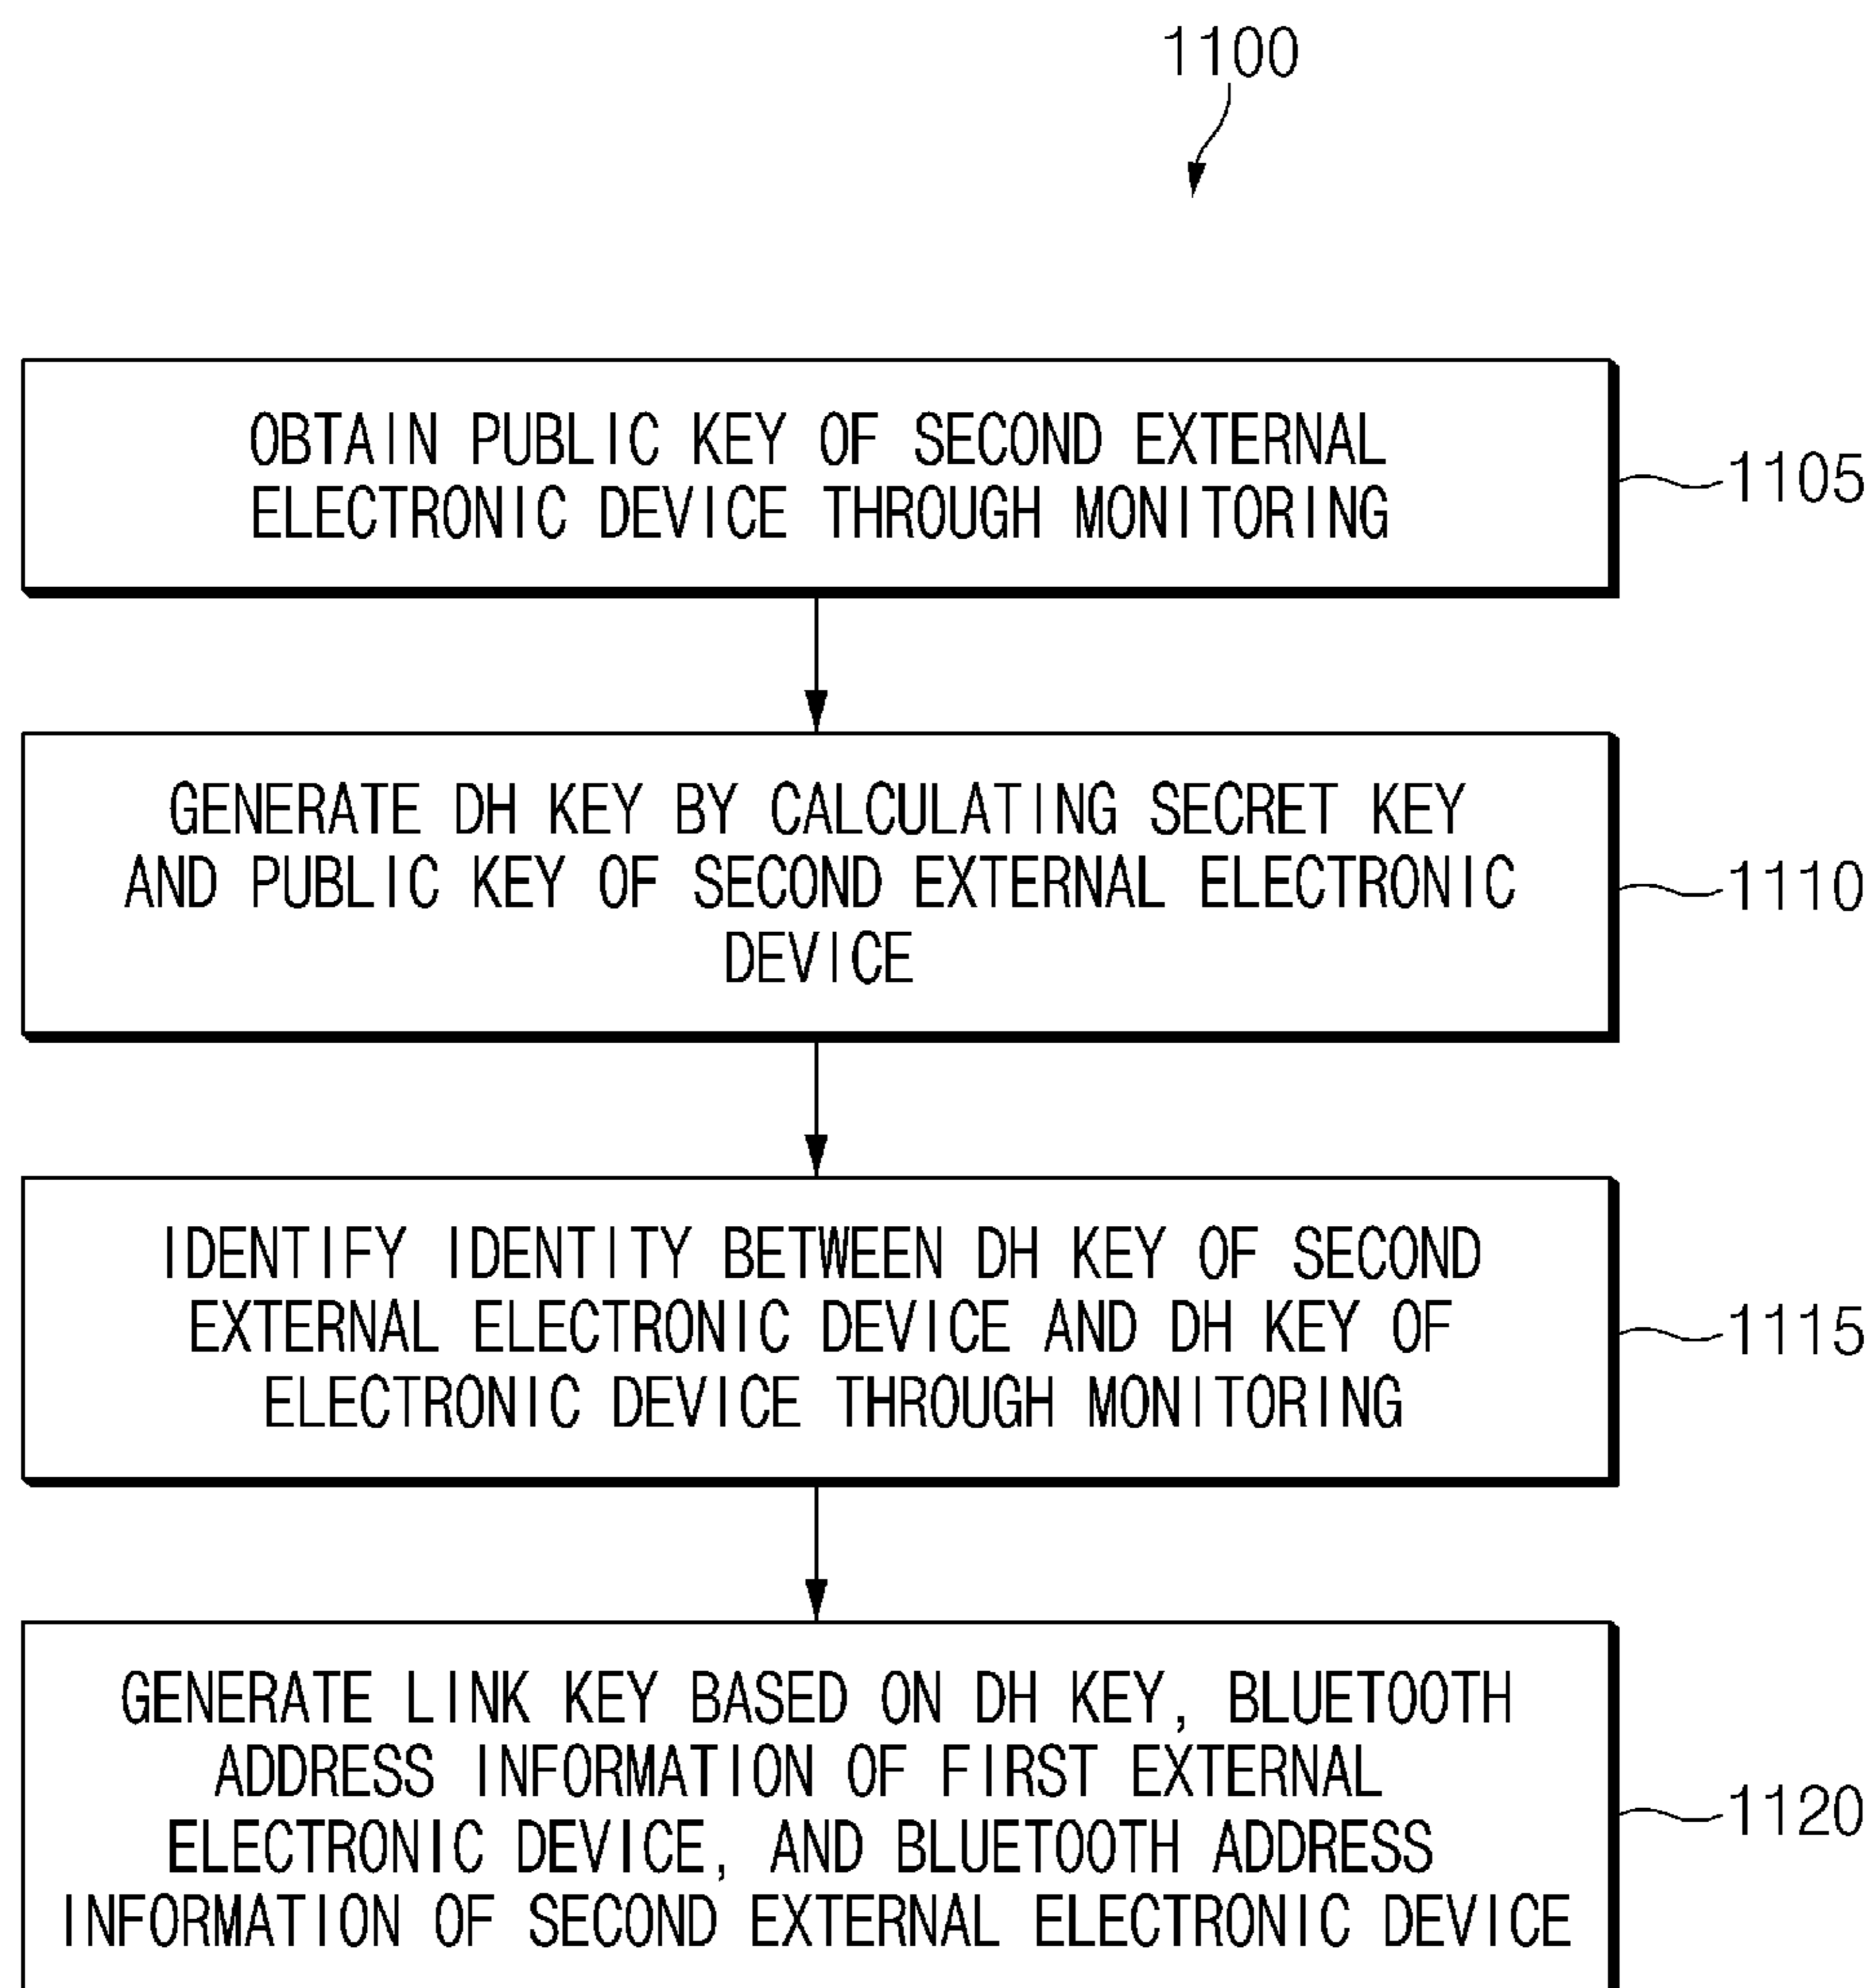 1100
OBTAIN PUBLIC KEY OF SECOND EXTERNAL
ELECTRONIC DEVICE THROUGH MONITORING
1105
GENERATE DH KEY BY CALCULATING SECRET KEY
AND PUBLIC KEY OF SECOND EXTERNAL ELECTRONIC
DEVICE
1110
IDENTIFY IDENTITY BETWEEN DH KEY OF SECOND
EXTERNAL ELECTRONIC DEVICE AND DH KEY OF
ELECTRONIC DEVICE THROUGH MONITORING
1115
GENERATE LINK KEY BASED ON DH KEY, BLUETOOTH
ADDRESS INFORMATION OF FIRST EXTERNAL
ELECTRONIC DEVICE, AND BLUETOOTH ADDRESS
INFORMATION OF SECOND EXTERNAL ELECTRONIC DEVICE
1120